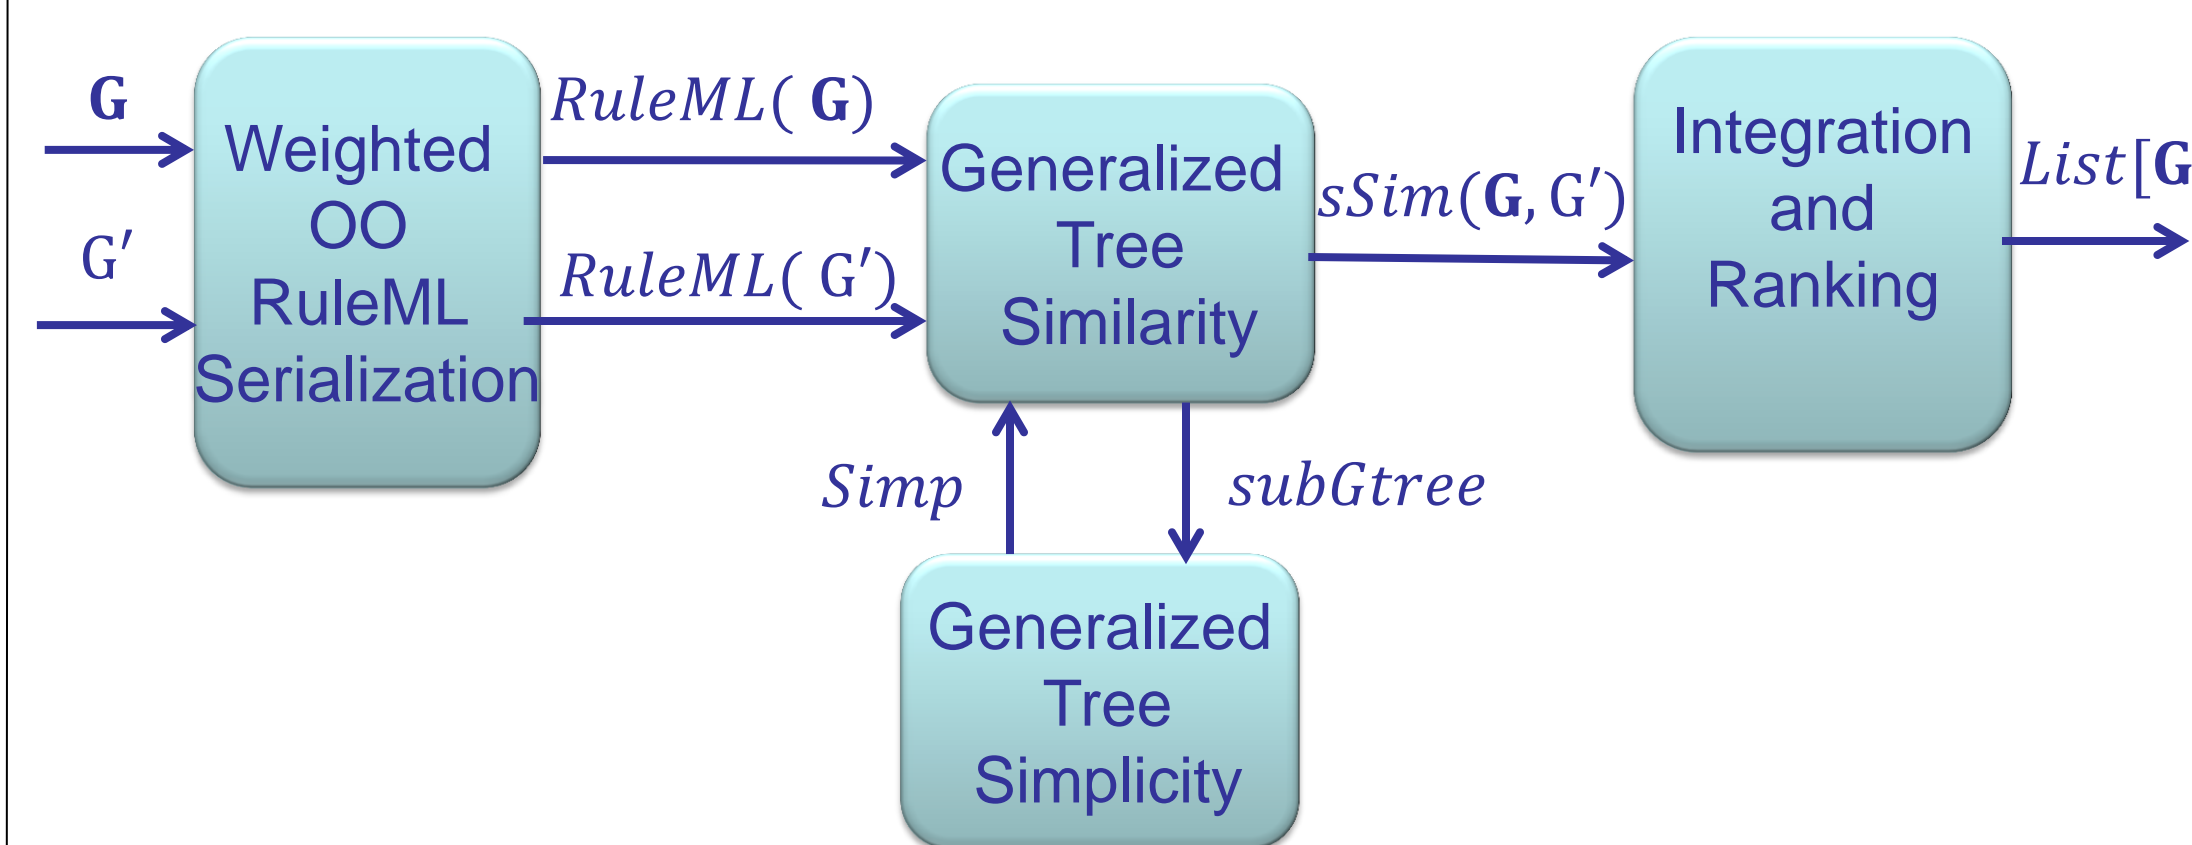 G
G′
Weighted
OO
RuleML
Serialization
RuleML( G)
RuleML( G′)
Generalized
Tree
Similarity
sSim(G, G′)
Integration
and
Ranking
List[G
Simp
subGtree
Generalized
Tree
Simplicity